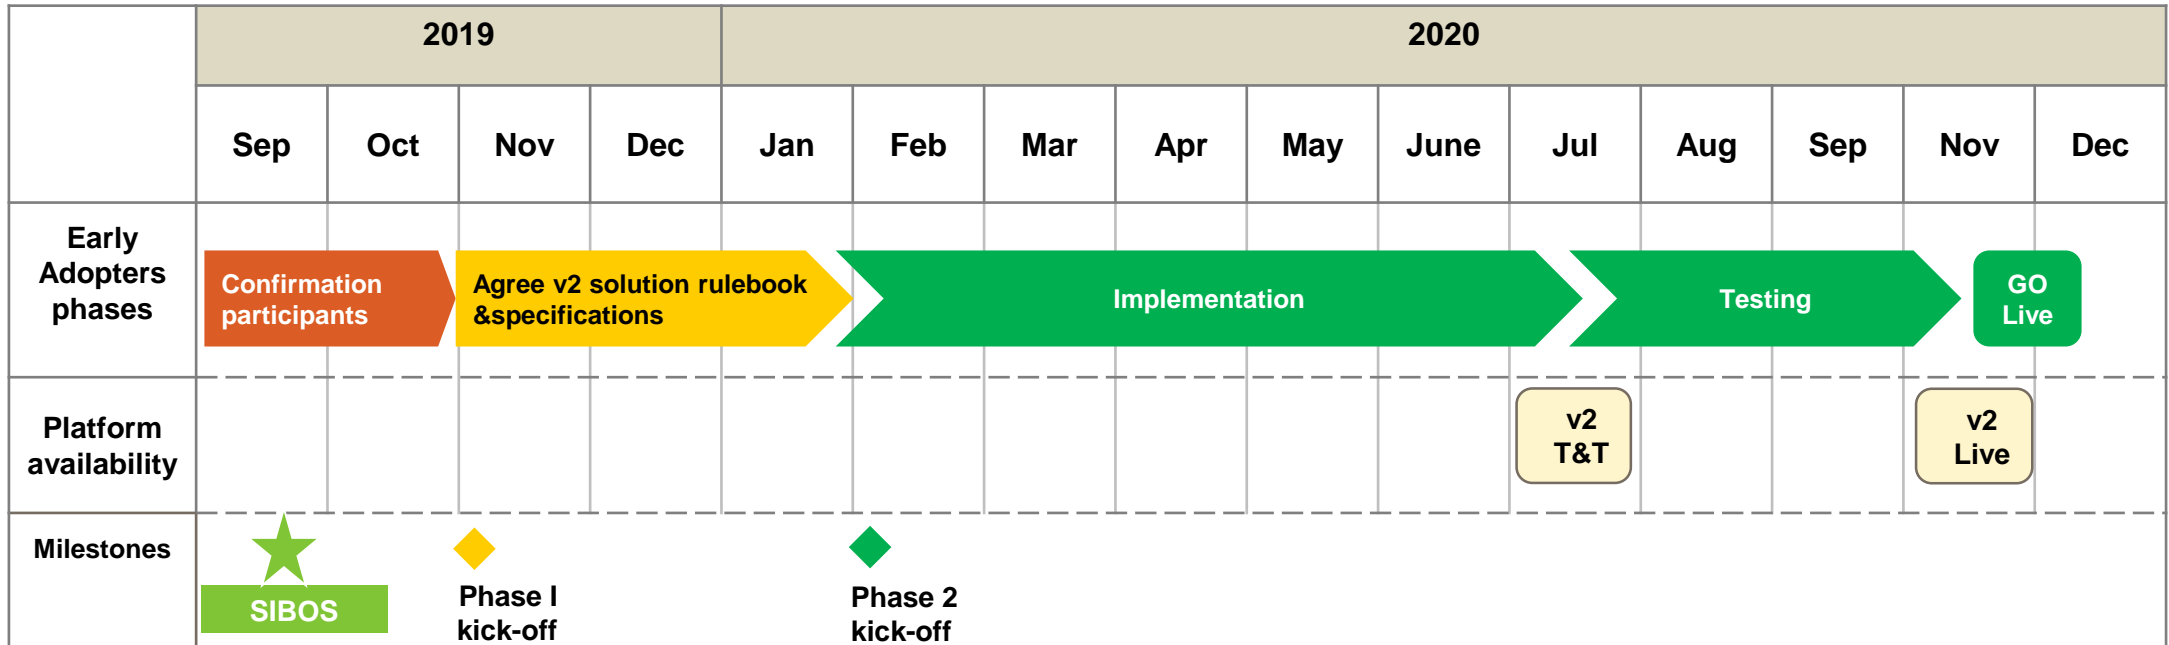 2019
2020
Sep
Oct
Nov
Dec
Jan
Feb
Mar
Apr
May
June
Jul
Aug
Sep
Nov
Dec
Early
Adopters
phases
Confirmation
participants
Agree v2 solution rulebook
&specifications
Implementation
Testing
GO
Live
Platform
availability
v2
T&T
v2
Live
Milestones
SIBOS
Phase I
kick-off
Phase 2
kick-off